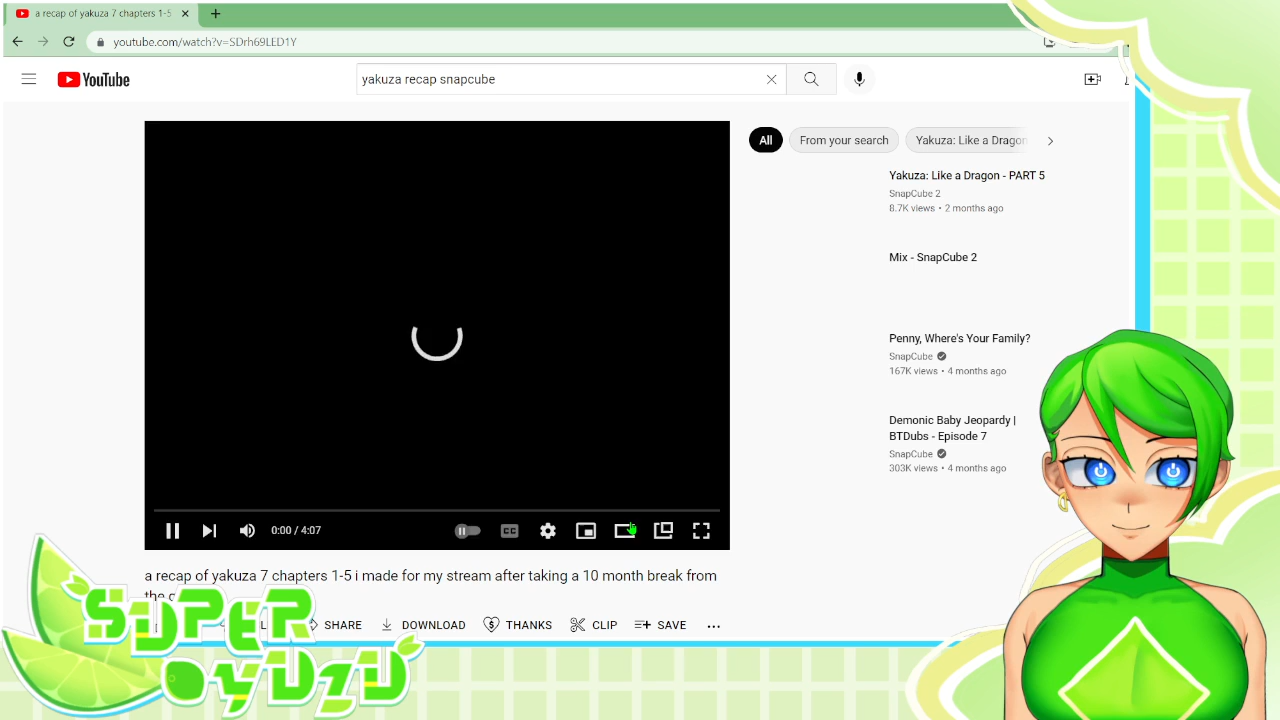 a recap of yakuza 7 chapters 1-5
youtube.com/watch?v=SDrh69LED1Y
YouTube
yakuza recap snapcube
All
From your search
Yakuza: Like a Dragon
Yakuza: Like a Dragon - PART 5
SnapCube 2
8.7K views • 2 months ago
Mix - SnapCube 2
Penny, Where's Your Family?
SnapCube
167K views • 4 months ago
Demonic Baby Jeopardy |
BTDubs - Episode 7
SnapCube
303K views • 4 months ago
0:00 / 4:07
CC
a recap of yakuza 7 chapters 1-5 i made for my stream after taking a 10 month break from
the
SHARE
DOWNLOAD
THANKS
CLIP
SAVE
SUPER
OYUZU